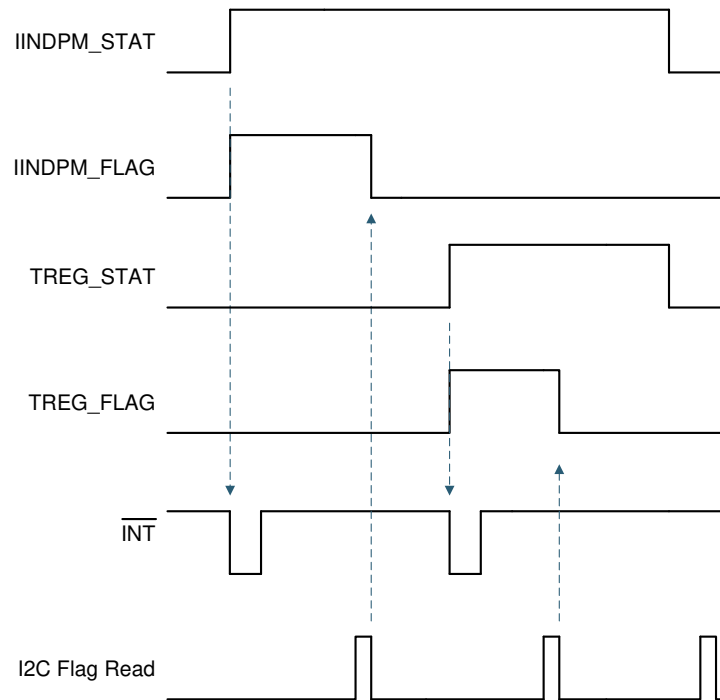 IINDPM_STAT
IINDPM_FLAG
TREG_STAT
TREG_FLAG
INT
I2C Flag Read